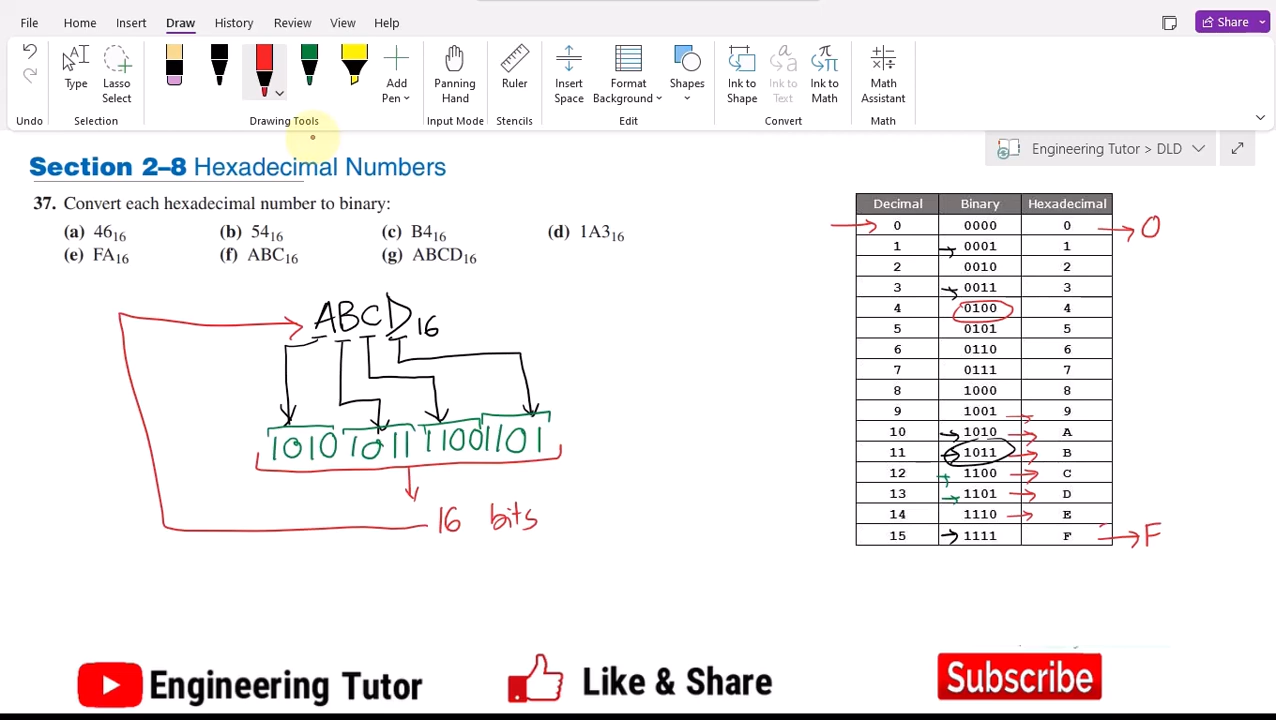 File Home Insert Draw History Review View Help Share
Undo
Type
Lasso Select
Add Pen
Panning Hand
Ruler
Insert Space
Format Background
Shapes
Ink to Shape
Ink to Text
Ink to Math
Math Assistant
Undo Selection Drawing Tools Input Mode Stencils Edit Convert Math
Engineering Tutor > DLD
Section 2–8 Hexadecimal Numbers
37. Convert each hexadecimal number to binary:
(a) 46₁₆ (b) 54₁₆ (c) B4₁₆ (d) 1A3₁₆
(e) FA₁₆ (f) ABC₁₆ (g) ABCD₁₆
ABCD₁₆
1010 1011 1100 1101
16 bits
Decimal Binary Hexadecimal
0 0000 0 0
1 0001 1
2 0010 2
3 0011 3
4 0100 4
5 0101 5
6 0110 6
7 0111 7
8 1000 8
9 1001 9
10 1010 A
11 1011 B
12 1100 C
13 1101 D
14 1110 E
15 1111 F F
Engineering Tutor
Like & Share
Subscribe